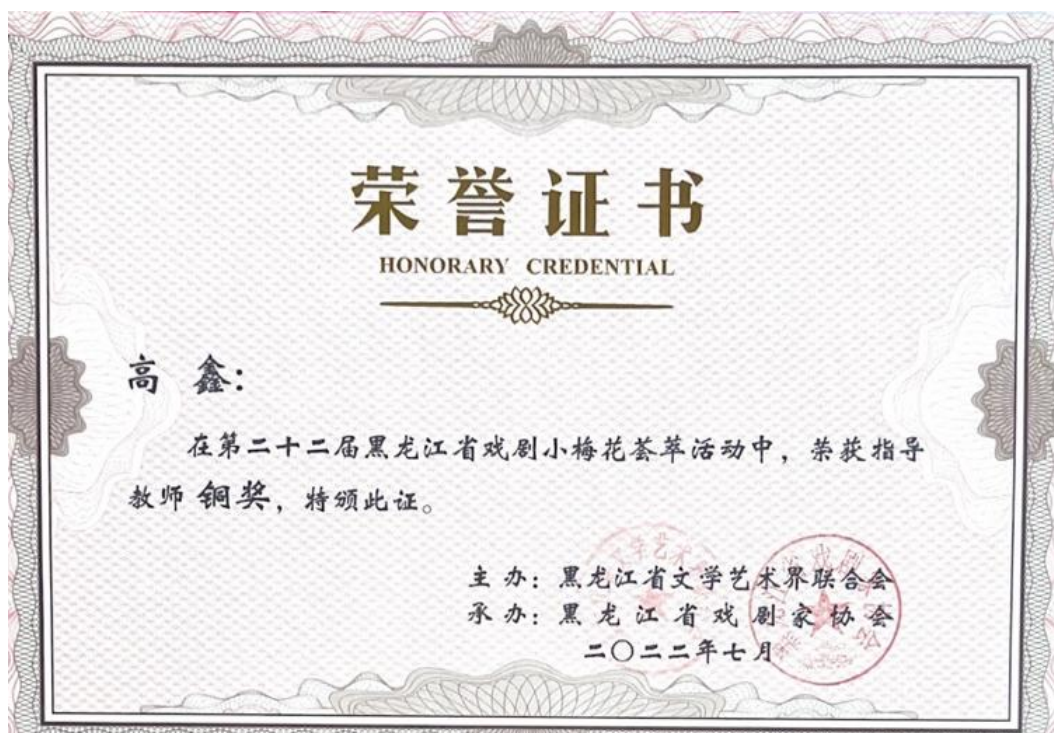 荣誉证书
HONORARY CREDENTIAL
高 鑫：
在第二十二届黑龙江省戏剧小梅花荟萃活动中，荣获指导
教师 铜奖，特颁此证。
主办：黑龙江省文学艺术界联合会
承办：黑龙江省戏剧家协会
二〇二二年七月